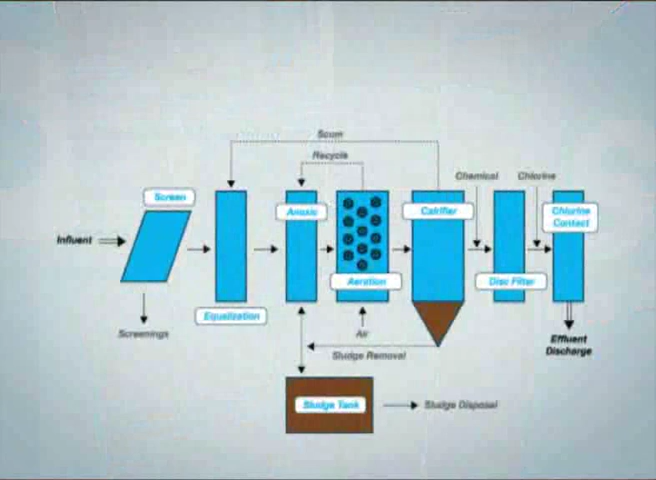 Scum
Recycle
Chemical
Chlorine
Screen
Anoxic
Calrifier
Chlorine
Contact
Influent
Aeration
Disc Filter
Equalization
Screenings
Air
Effluent
Discharge
Sludge Removal
Sludge Tank
Sludge Disposal